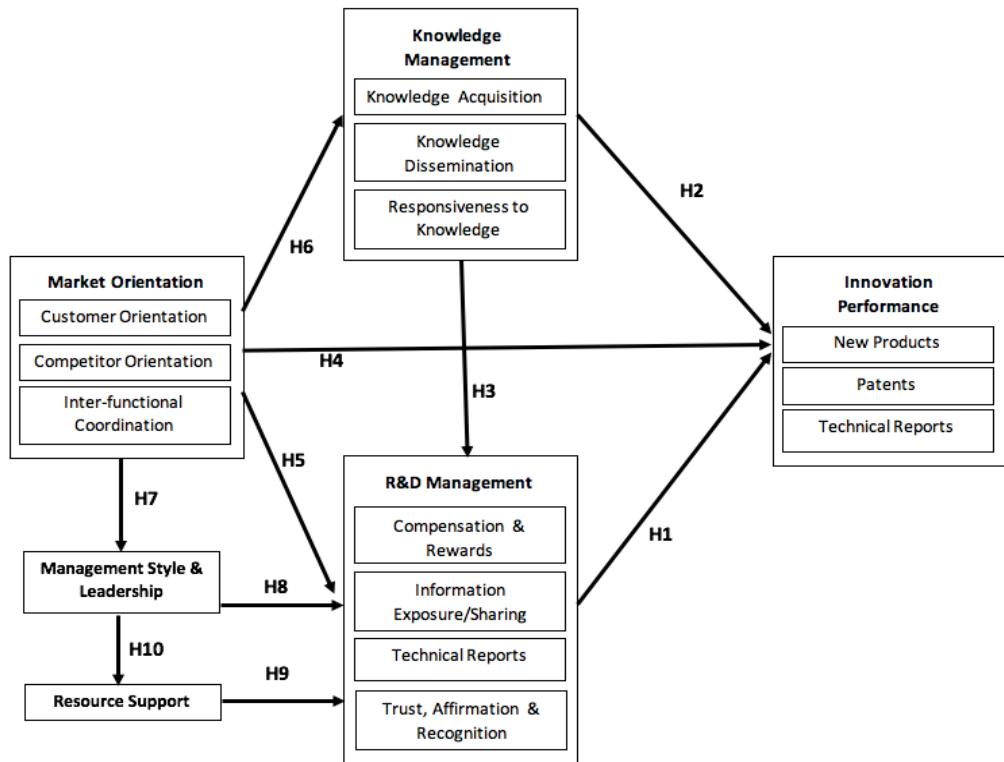 Knowledge
Management
Knowledge Acquisition
Knowledge
Dissemination
Responsiveness to
Knowledge
H2
H6
Market Orientation
Customer Orientation
Competitor Orientation
Inter-functional
Coordination
Innovation
Performance
New Products
Patents
Technical Reports
H4
H3
H5
H7
R&D Management
Compensation &
Rewards
Information
Exposure/Sharing
Technical Reports
Trust, Affirmation &
Recognition
H1
Management Style &
Leadership
H8
H10
Resource Support
H9